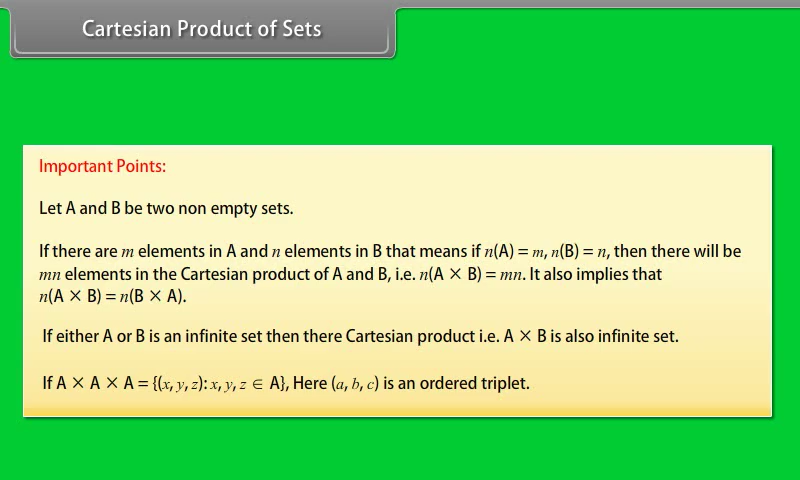 Cartesian Product of Sets
Important Points:
Let A and B be two non empty sets.
If there are m elements in A and n elements in B that means if n(A) = m, n(B) = n, then there will be
mn elements in the Cartesian product of A and B, i.e. n(A × B) = mn. It also implies that
n(A × B) = n(B × A).
If either A or B is an infinite set then there Cartesian product i.e. A × B is also infinite set.
If A × A × A = {(x, y, z): x, y, z ∈ A}, Here (a, b, c) is an ordered triplet.